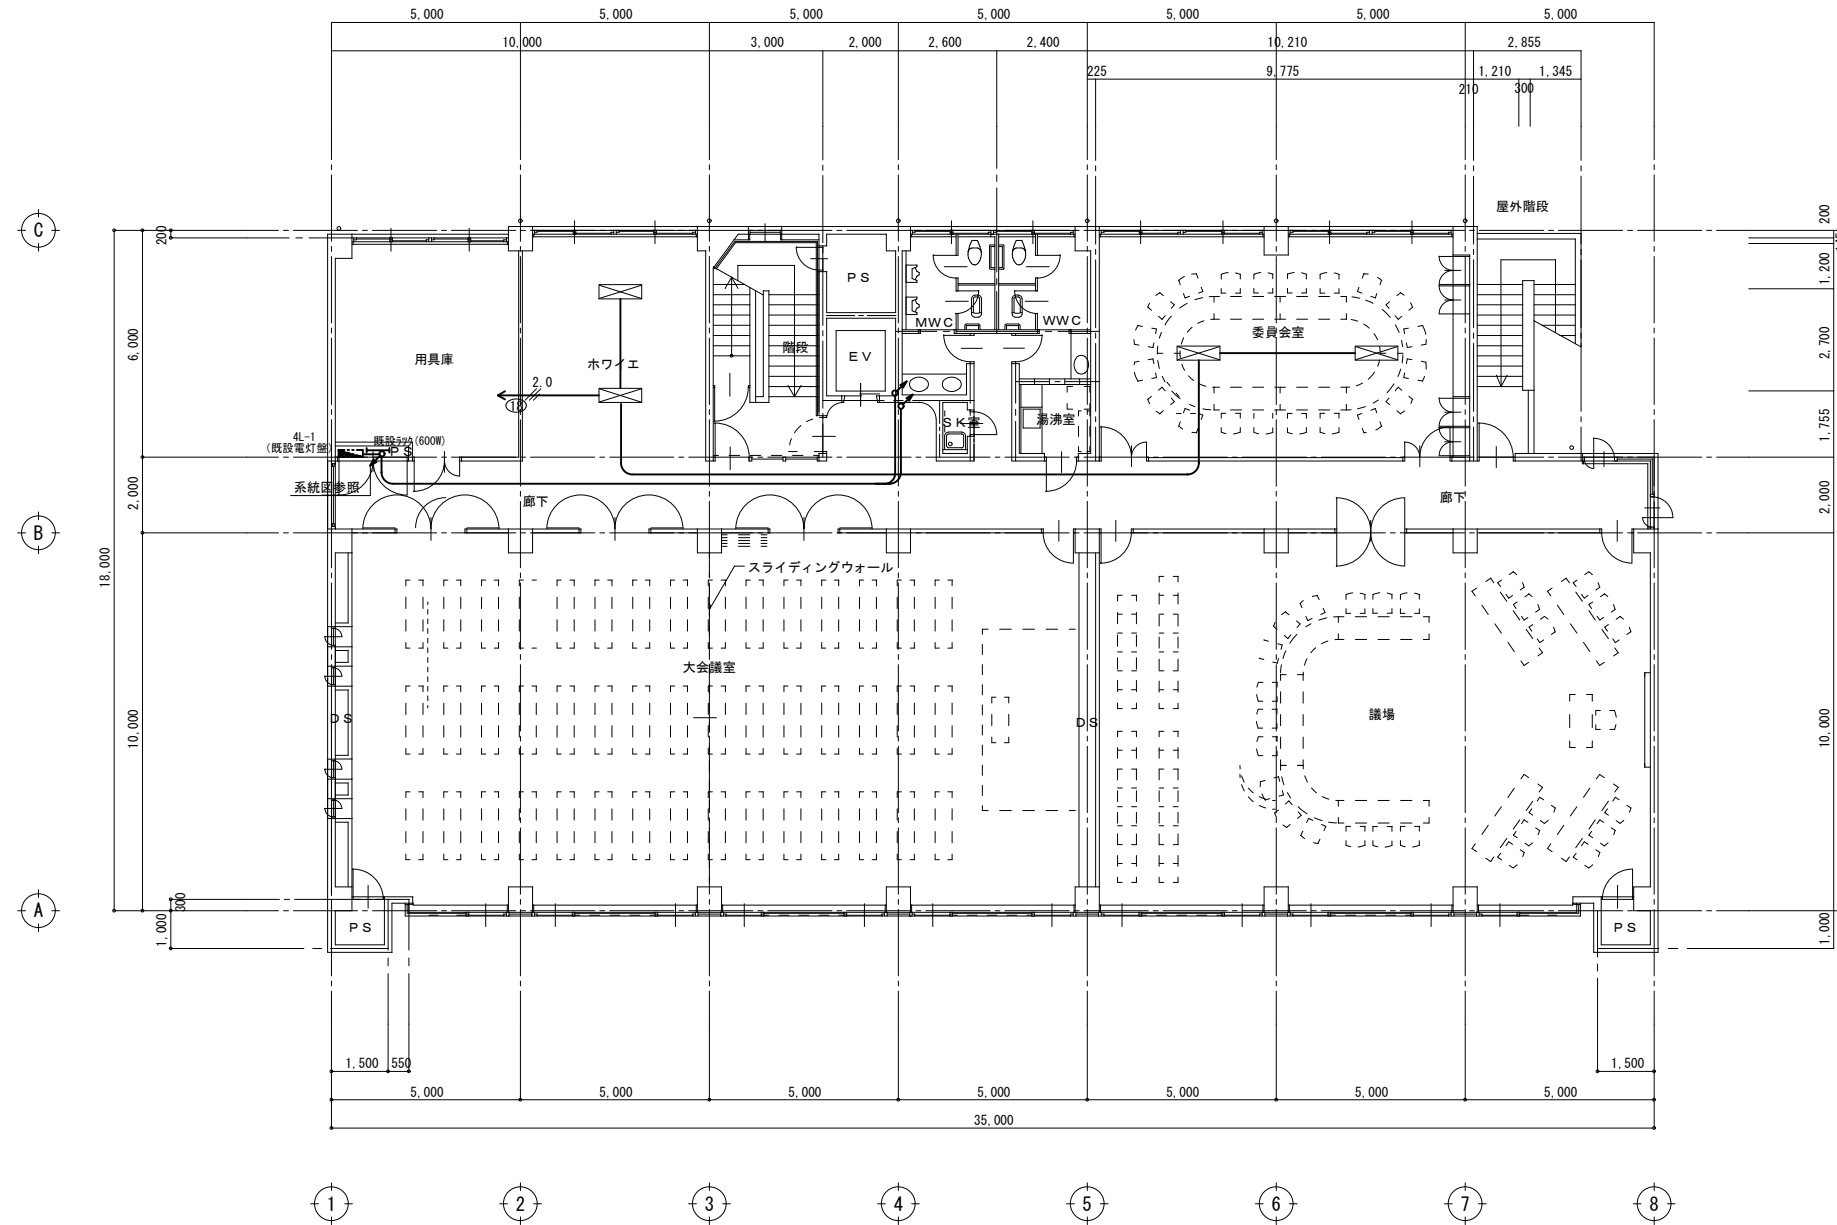 5,000 5,000 5,000 5,000 5,000 5,000 5,000
10,000 3,000 2,000 2,600 2,400 10,210 2,855
225 9,775 1,210 1,345
210 300
屋外階段
C
200
200
PS
MWC
WWC
委員会室
1,200
6,000
用具庫
ホワイエ
階段
EV
2,700
2.0
18
SK室
湯沸室
1,755
4L-1
(既設電灯盤)
既設ラック(600W)
PS
系統図参照
2,000
廊下
廊下
2,000
B
18,000
スライディングウォール
大会議室
DS
DS
議場
10,000
10,000
A
300
1,000
PS
PS
1,000
1,500 550
1,500
5,000 5,000 5,000 5,000 5,000 5,000 5,000
35,000
1 2 3 4 5 6 7 8